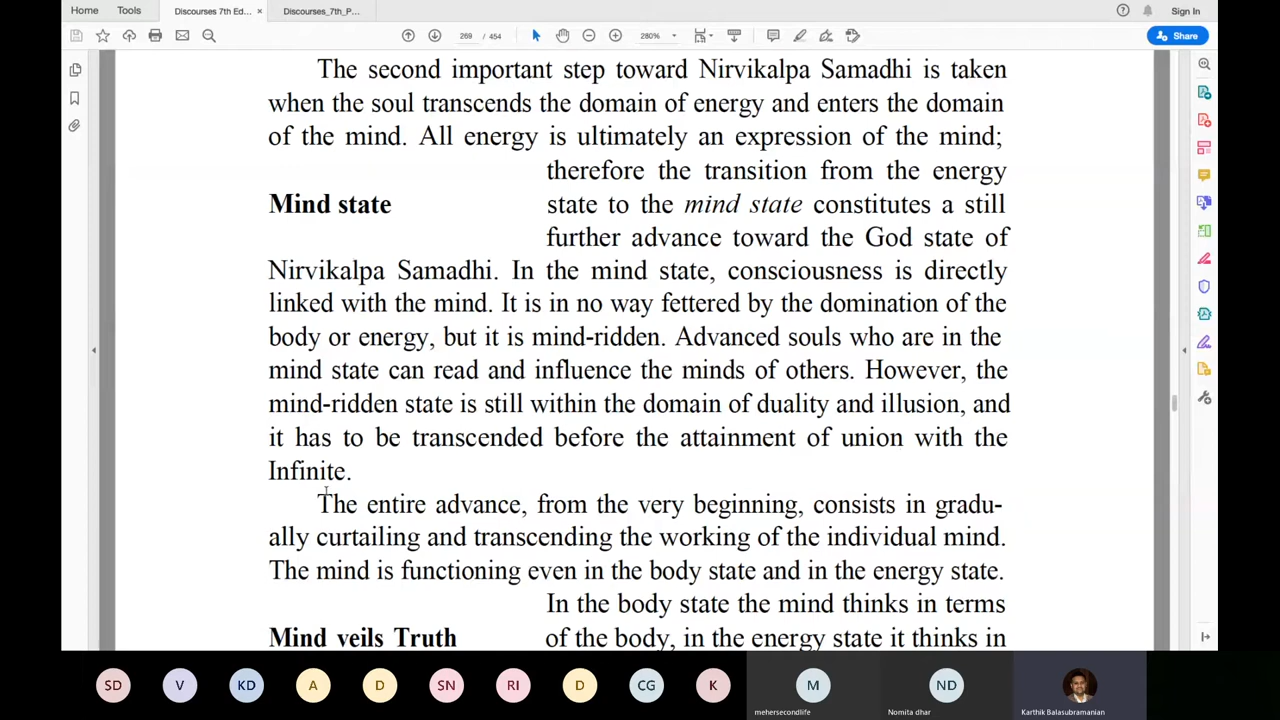 Home
Tools
Discourses 7th Ed...
Discourses_7th_P...
Sign In
269 / 454
280%
Share
The second important step toward Nirvikalpa Samadhi is taken
when the soul transcends the domain of energy and enters the domain
of the mind. All energy is ultimately an expression of the mind;
therefore the transition from the energy
Mind state
state to the mind state constitutes a still
further advance toward the God state of
Nirvikalpa Samadhi. In the mind state, consciousness is directly
linked with the mind. It is in no way fettered by the domination of the
body or energy, but it is mind-ridden. Advanced souls who are in the
mind state can read and influence the minds of others. However, the
mind-ridden state is still within the domain of duality and illusion, and
it has to be transcended before the attainment of union with the
Infinite.
The entire advance, from the very beginning, consists in gradu-
ally curtailing and transcending the working of the individual mind.
The mind is functioning even in the body state and in the energy state.
In the body state the mind thinks in terms
Mind veils Truth
of the body, in the energy state it thinks in
SD
V
KD
A
D
SN
RI
D
CG
K
M
mehersecondlife
ND
Nomita dhar
Karthik Balasubramanian